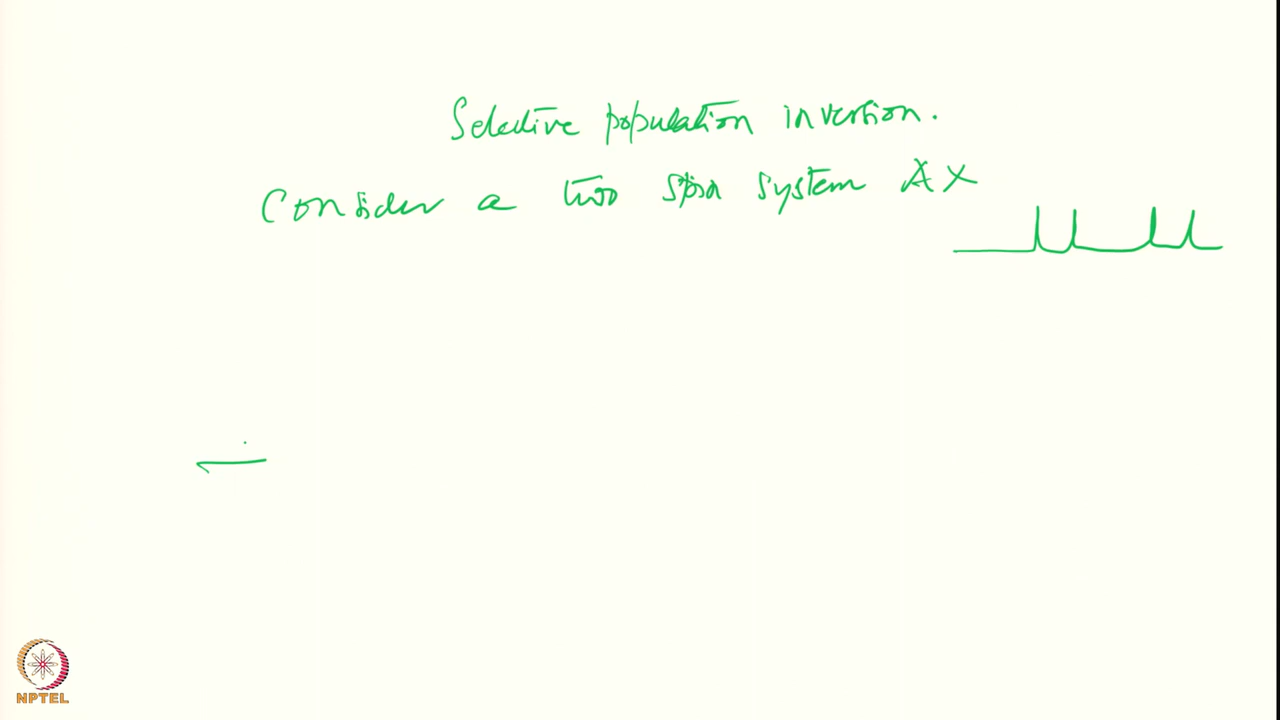 Selective population inversion.
Consider a two spin system AX
NPTEL